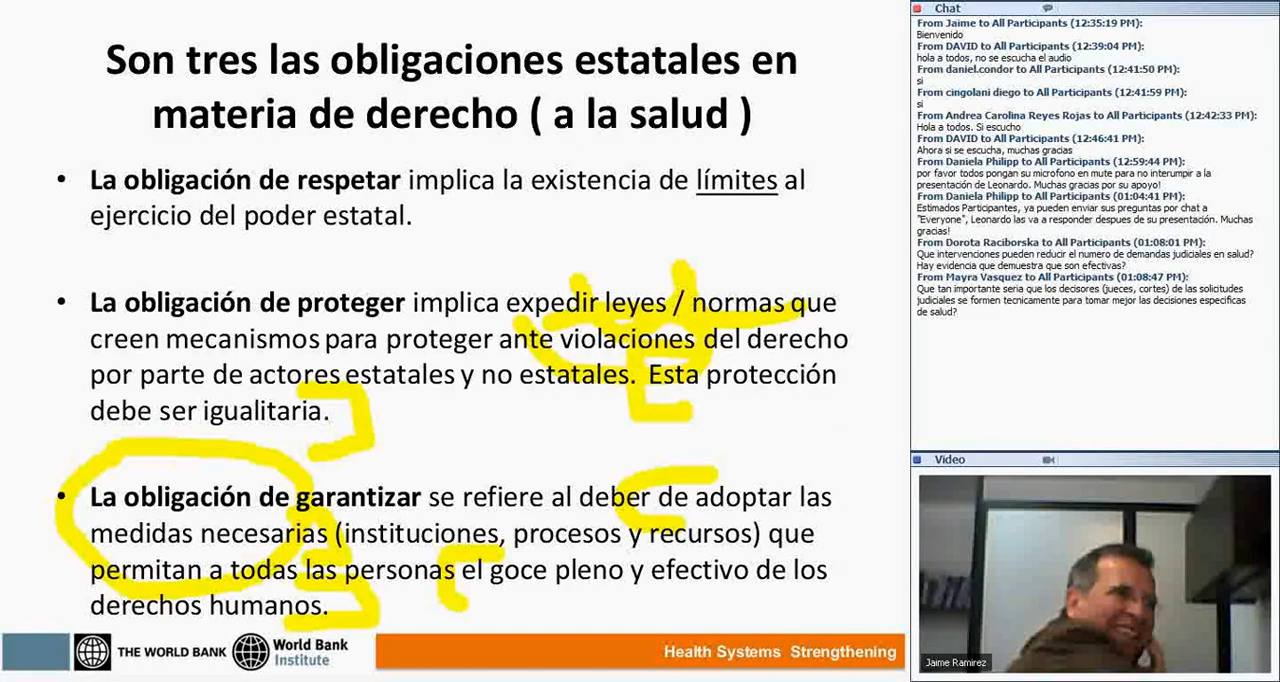 Son tres las obligaciones estatales en
materia de derecho ( a la salud )
• La obligación de respetar implica la existencia de límites al
ejercicio del poder estatal.
• La obligación de proteger implica expedir leyes / normas que
creen mecanismos para proteger ante violaciones del derecho
por parte de actores estatales y no estatales. Esta protección
debe ser igualitaria.
• La obligación de garantizar se refiere al deber de adoptar las
medidas necesarias (instituciones, procesos y recursos) que
permitan a todas las personas el goce pleno y efectivo de los
derechos humanos.
THE WORLD BANK
World Bank
Institute
Health Systems Strengthening
Chat
From Jaime to All Participants (12:35:19 PM):
Bienvenido
From DAVID to All Participants (12:39:04 PM):
hola a todos, no se escucha el audio
From daniel.condor to All Participants (12:41:50 PM):
si
From cingolani diego to All Participants (12:41:59 PM):
si
From Andrea Carolina Reyes Rojas to All Participants (12:42:33 PM):
Hola a todos. Si escucho
From DAVID to All Participants (12:46:41 PM):
Ahora si se escucha, muchas gracias
From Daniela Philipp to All Participants (12:59:44 PM):
por favor todos pongan su microfono en mute para no interumpir a la
presentación de Leonardo. Muchas gracias por su apoyo!
From Daniela Philipp to All Participants (01:04:41 PM):
Estimados Participantes, ya pueden enviar sus preguntas por chat a
"Everyone", Leonardo las va a responder despues de su presentación. Muchas
gracias!
From Dorota Raciborska to All Participants (01:08:01 PM):
Que intervenciones pueden reducir el numero de demandas judiciales en salud?
Hay evidencia que demuestra que son efectivas?
From Mayra Vasquez to All Participants (01:08:47 PM):
Que tan importante seria que los decisores (jueces, cortes) de las solicitudes
judiciales se formen tecnicamente para tomar mejor las decisiones especificas
de salud?
Video
Jaime Ramirez